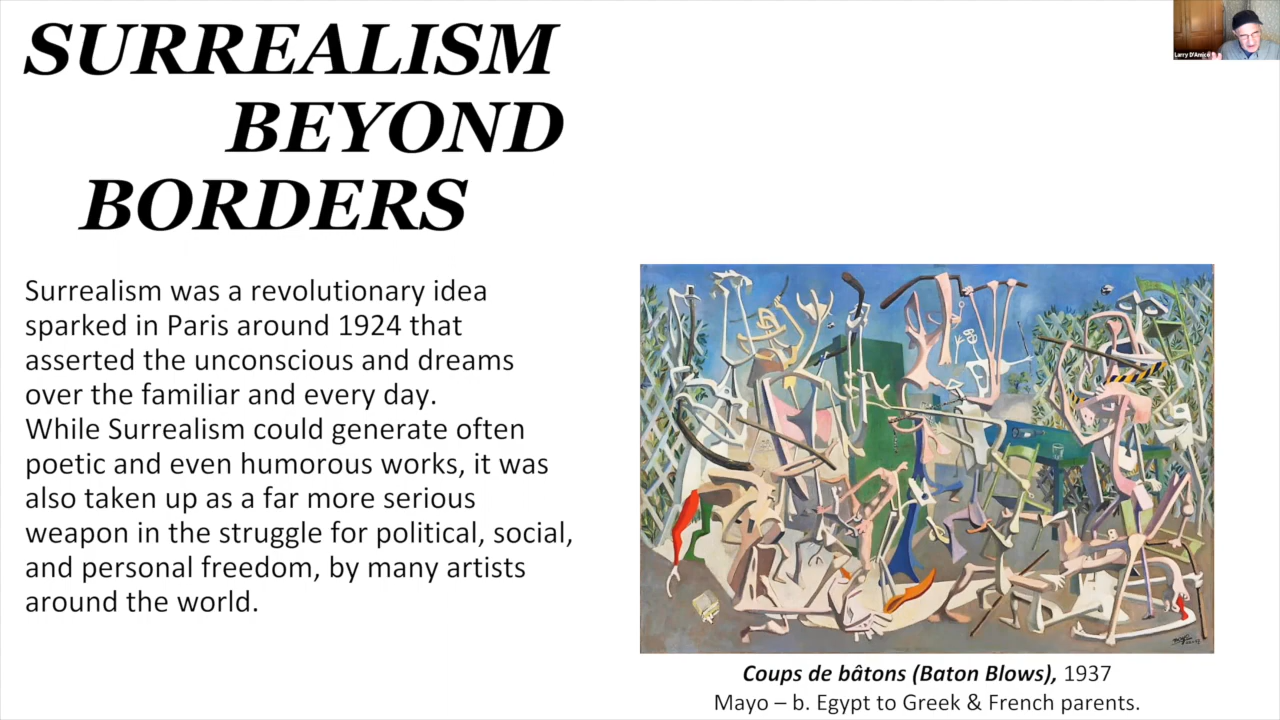 SURREALISM
BEYOND
BORDERS
Larry D'Amico
Surrealism was a revolutionary idea
sparked in Paris around 1924 that
asserted the unconscious and dreams
over the familiar and every day.
While Surrealism could generate often
poetic and even humorous works, it was
also taken up as a far more serious
weapon in the struggle for political, social,
and personal freedom, by many artists
around the world.
Coups de bâtons (Baton Blows), 1937
Mayo – b. Egypt to Greek & French parents.